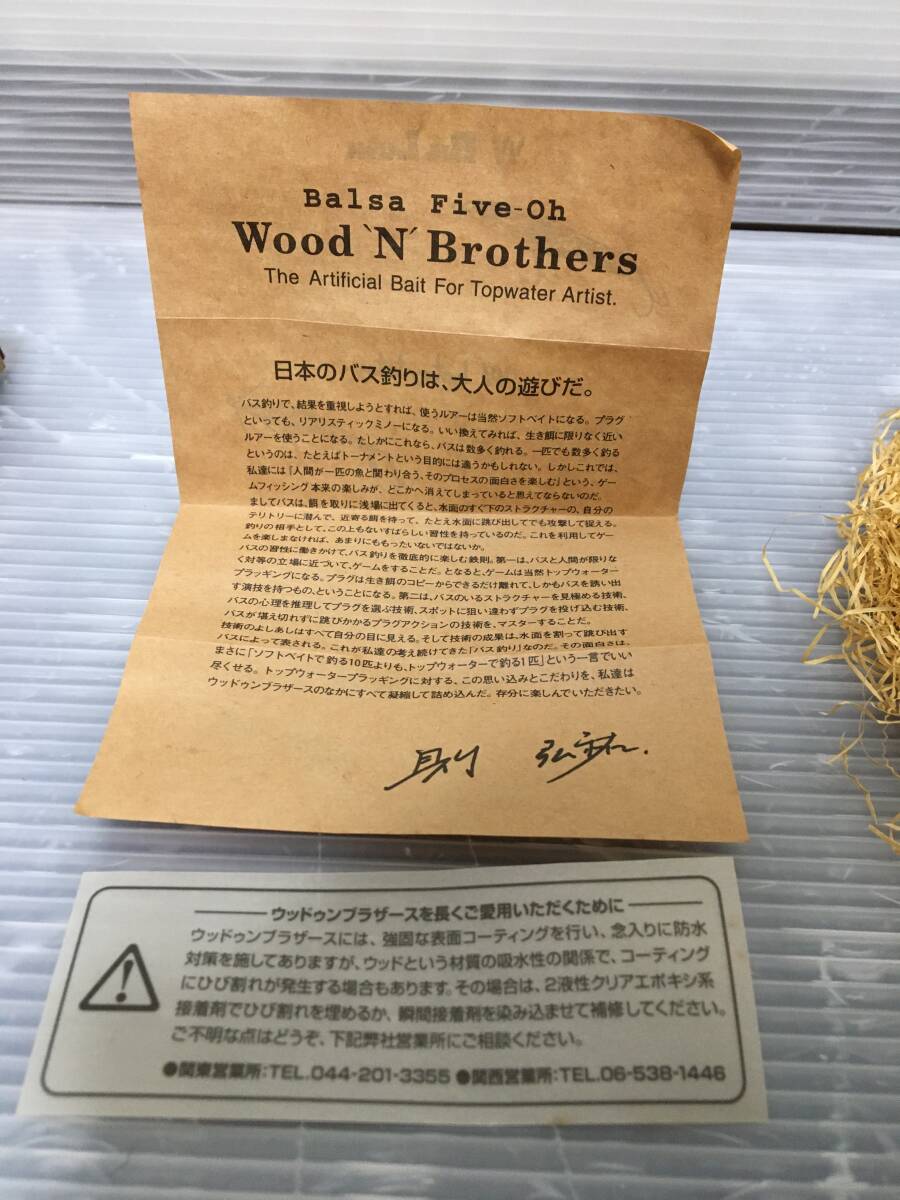 Balsa Five-Oh
Wood `N´ Brothers
The Artificial Bait For Topwater Artist.
日本のバス釣りは、大人の遊びだ。
バス釣りで、結果を重視しようとすれば、使うルアーは当然ソフトベイトになる。プラグ
といっても、リアリスティックミノーになる。いい換えてみれば、生き餌に限りなく近い
ルアーを使うことになる。たしかにこれなら、バスは数多く釣れる。一匹でも数多く釣る
というのは、たとえばトーナメントという目的には適うかもしれない。しかしこれでは、
私達には『人間が一匹の魚と関わり合う、そのプロセスの面白さを楽しむ』という、ゲー
ムフィッシング本来の楽しみが、どこかへ消えてしまっていると思えてならないのだ。
ましてバスは、餌を取りに浅場に出てくると、水面のすぐ下のストラクチャーの、自分の
テリトリーに潜んで、近寄る餌を待って、たとえ水面に跳び出してでも攻撃して捉える。
釣りの相手として、この上もないすばらしい習性を持っているのだ。これを利用してゲー
ムを楽しまなければ、あまりにももったいないではないか。
バスの習性に働きかけて、バス釣りを徹底的に楽しむ鉄則。第一は、バスと人間が限りな
く対等の立場に近づいて、ゲームをすることだ。となると、ゲームは当然トップウォーター
プラッギングになる。プラグは生き餌のコピーからできるだけ離れて、しかもバスを誘い出
す演技を持つもの、ということになる。第二は、バスのいるストラクチャーを見極める技術、
バスの心理を推理してプラグを選ぶ技術、スポットに狙い違わずプラグを投げ込む技術、
バスが堪え切れずに跳びかかるプラグアクションの技術を、マスターすることだ。
技術のよしあしはすべて自分の目に見える。そして技術の成果は、水面を割って跳び出す
バスによって表される。これが私達の考え続けてきた「バス釣り」なのだ。その面白さは、
まさに「ソフトベイトで釣る10匹よりも、トップウォーターで釣る1匹」という一言でいい
尽くせる。トップウォータープラッギングに対する、この思い込みとこだわりを、私達は
ウッドゥンブラザースのなかにすべて凝縮して詰め込んだ。存分に楽しんでいただきたい。
ウッドゥンブラザースを長くご愛用いただくために
ウッドゥンブラザースには、強固な表面コーティングを行い、念入りに防水
対策を施してありますが、ウッドという材質の吸水性の関係で、コーティング
にひび割れが発生する場合もあります。その場合は、2液性クリアエポキシ系
接着剤でひび割れを埋めるか、瞬間接着剤を染み込ませて補修してください。
ご不明な点はどうぞ、下記弊社営業所にご相談ください。
●関東営業所:TEL.044-201-3355 ●関西営業所:TEL.06-538-1446